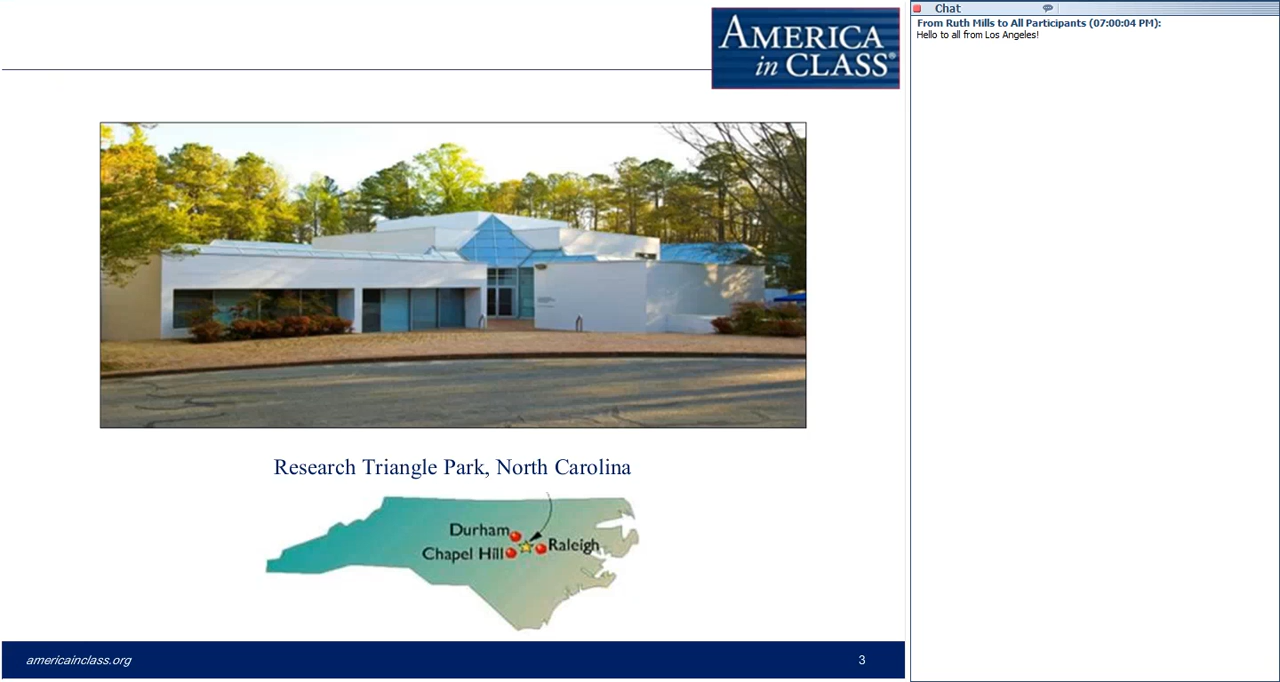 AMERICA
in CLASS®
Research Triangle Park, North Carolina
Durham
Chapel Hill
Raleigh
americainclass.org
3
Chat
From Ruth Mills to All Participants (07:00:04 PM):
Hello to all from Los Angeles!